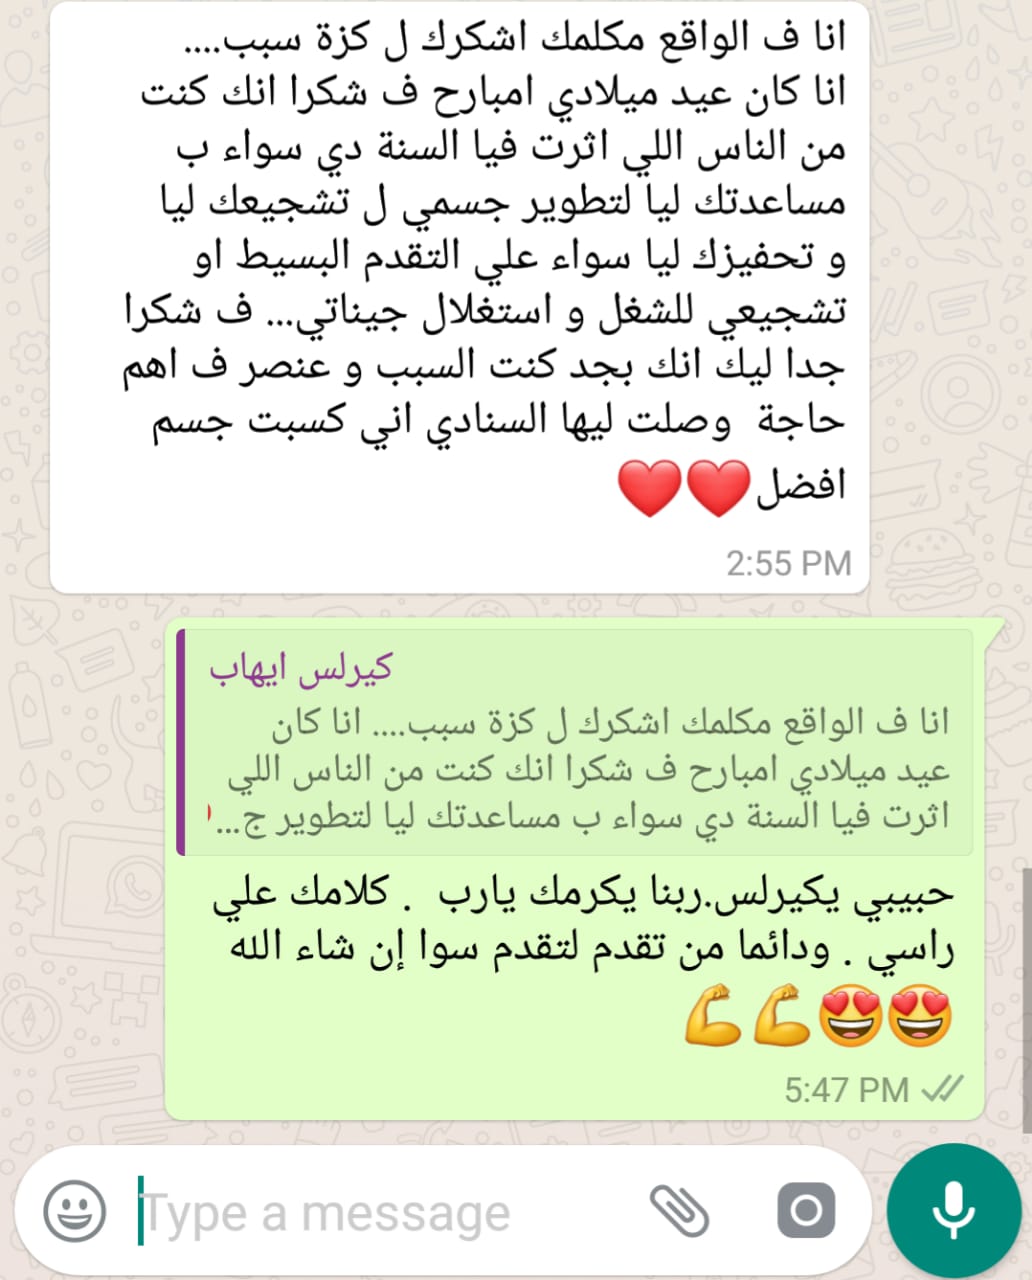 انا ف الواقع مكلمك اشكرك ل كزة سبب....
انا كان عيد ميلادي امبارح ف شكرا انك كنت
من الناس اللي اثرت فيا السنة دي سواء ب
مساعدتك ليا لتطوير جسمي ل تشجيعك ليا
و تحفيزك ليا سواء علي التقدم البسيط او
تشجيعي للشغل و استغلال جيناتي... ف شكرا
جدا ليك انك بجد كنت السبب و عنصر ف اهم
حاجة وصلت ليها السنادي اني كسبت جسم
افضل❤️❤️
2:55 PM
كيرلس ايهاب
انا ف الواقع مكلمك اشكرك ل كزة سبب.... انا كان
عيد ميلادي امبارح ف شكرا انك كنت من الناس اللي
اثرت فيا السنة دي سواء ب مساعدتك ليا لتطوير ج...
حبيبي يكيرلس.ربنا يكرمك يارب . كلامك علي
راسي . ودائما من تقدم لتقدم سوا إن شاء الله
😍😍💪💪
5:47 PM
Type a message